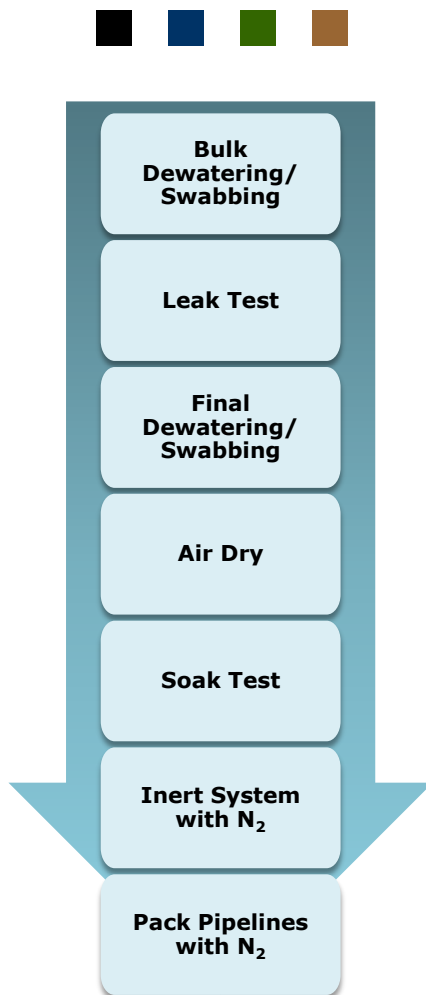 Bulk
Dewatering/
Swabbing
Leak Test
Final
Dewatering/
Swabbing
Air Dry
Soak Test
Inert System
with N₂
Pack Pipelines
with N₂